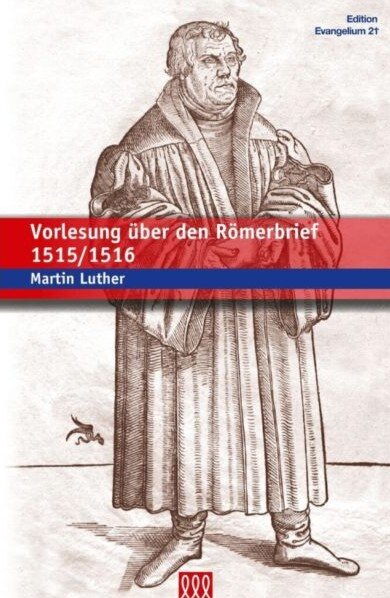 Edition
Evangelium 21
Vorlesung über den Römerbrief
1515/1516
Martin Luther